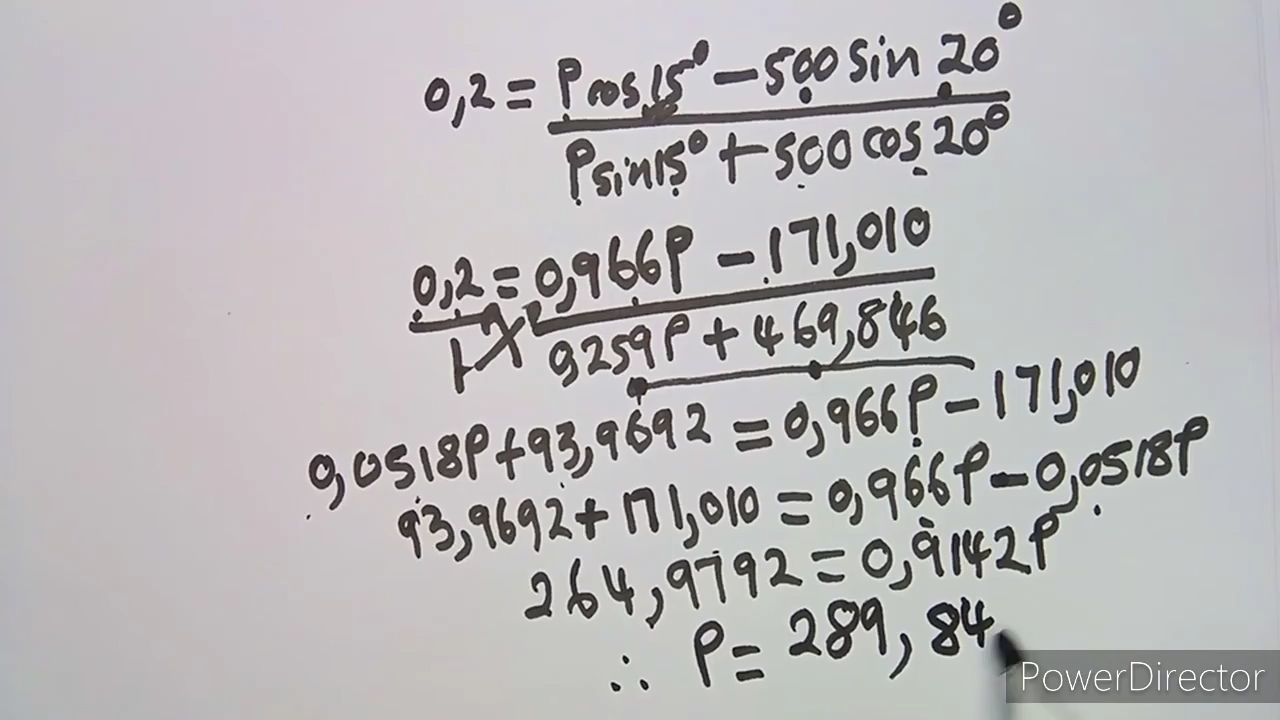 0,2 = P cos 15° - 500 sin 20°
P sin 15° + 500 cos 20°
0,2 = 0,966P - 171,010
1 0,259P + 469,846
0,0518P + 93,9692 = 0,966P - 171,010
93,9692 + 171,010 = 0,966P - 0,0518P
264,9792 = 0,9142P
∴ P = 289,84
PowerDirector